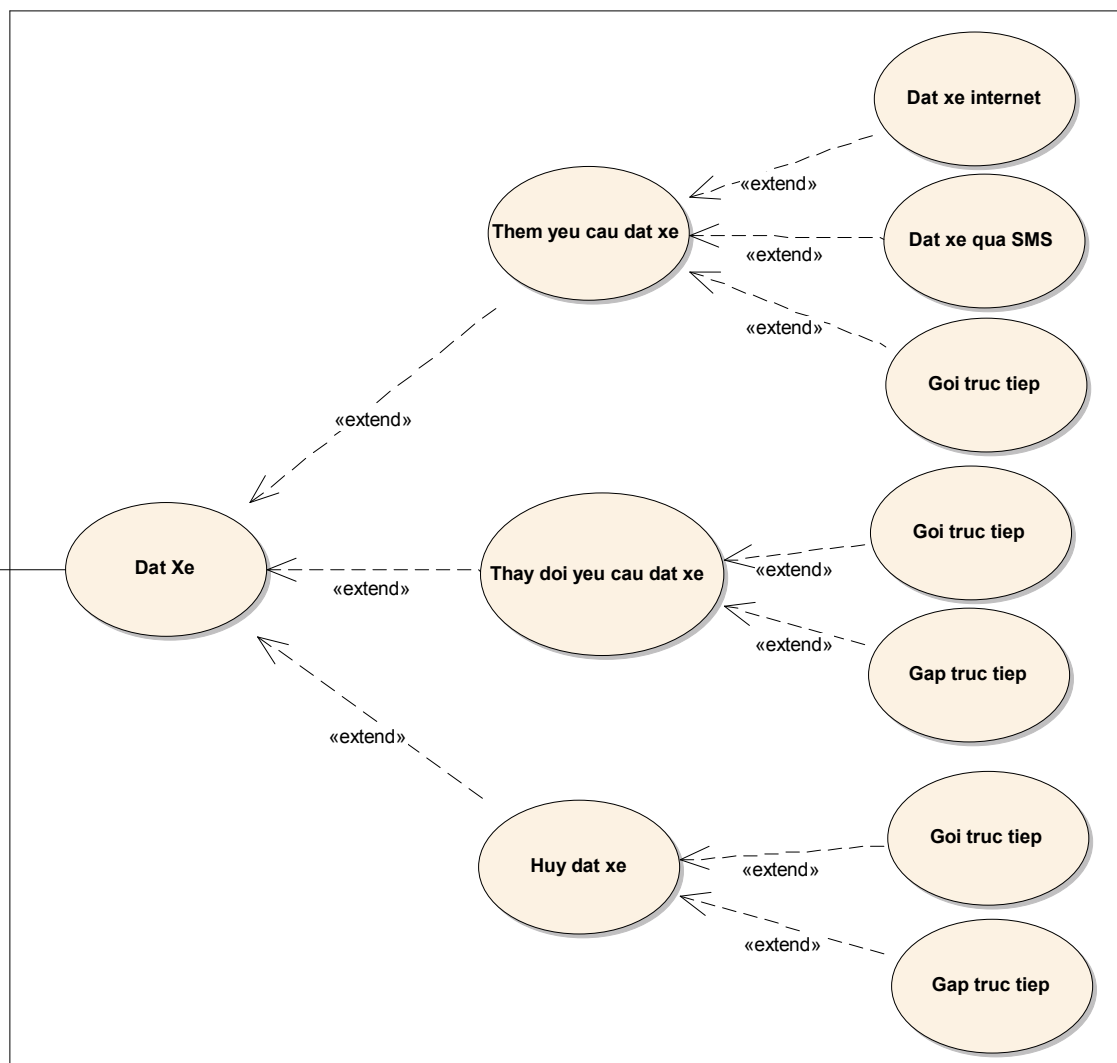 Dat xe internet
«extend»
Them yeu cau dat xe
Dat xe qua SMS
«extend»
«extend»
Goi truc tiep
«extend»
Goi truc tiep
Dat Xe
Thay doi yeu cau dat xe
«extend»
«extend»
«extend»
Gap truc tiep
«extend»
Goi truc tiep
Huy dat xe
«extend»
«extend»
Gap truc tiep